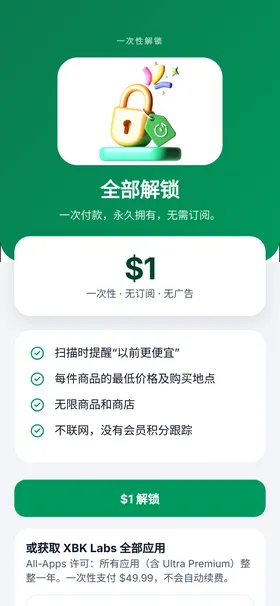 一次性解锁
全部解锁
一次付款，永久拥有，无需订阅。
$1
一次性 · 无订阅 · 无广告
扫描时提醒“以前更便宜”
每件商品的最低价格及购买地点
无限商品和商店
不联网，没有会员积分跟踪
$1 解锁
或获取 XBK Labs 全部应用
All-Apps 许可：所有应用（含 Ultra Premium）整
整一年。一次性支付 $49.99，不会自动续费。